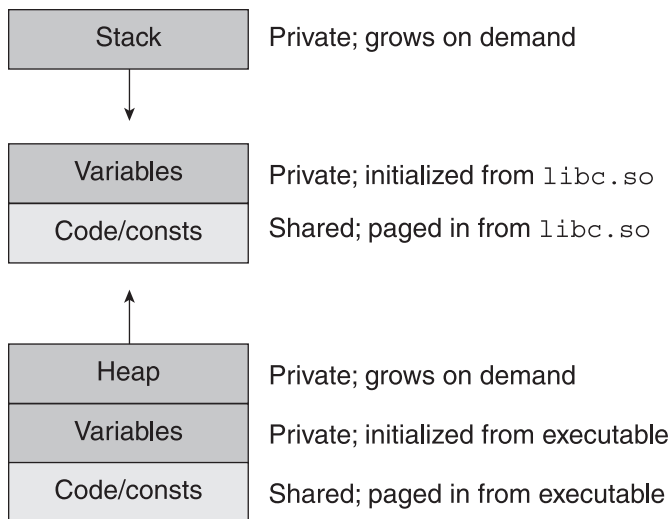 Stack Private; grows on demand
Variables Private; initialized from libc.so
Code/consts Shared; paged in from libc.so
Heap Private; grows on demand
Variables Private; initialized from executable
Code/consts Shared; paged in from executable